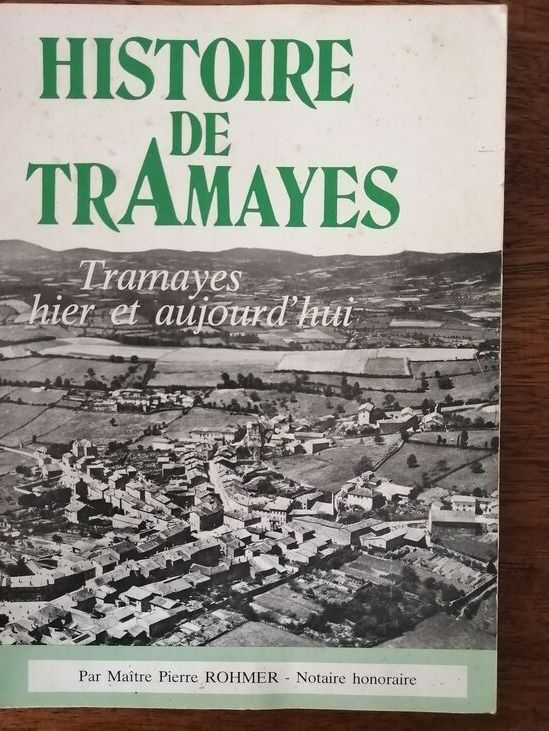 HISTOIRE
DE
TRAMAYES
Tramayes
hier et aujourd'hui
Par Maître Pierre ROHMER - Notaire honoraire